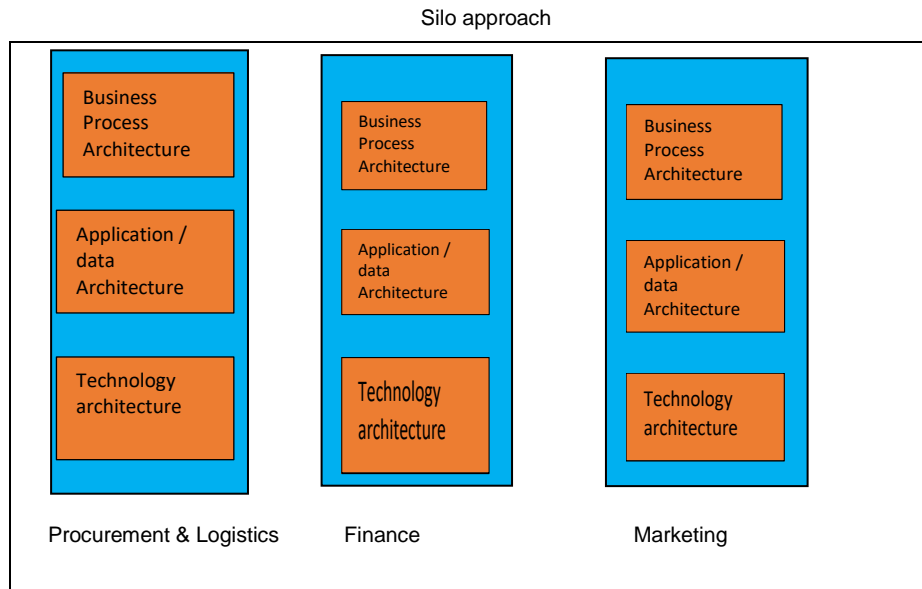 Silo approach
Business
Process
Architecture
Application /
data
Architecture
Technology
architecture
Business
Process
Architecture
Application /
data
Architecture
Technology
architecture
Business
Process
Architecture
Application /
data
Architecture
Technology
architecture
Procurement & Logistics
Finance
Marketing